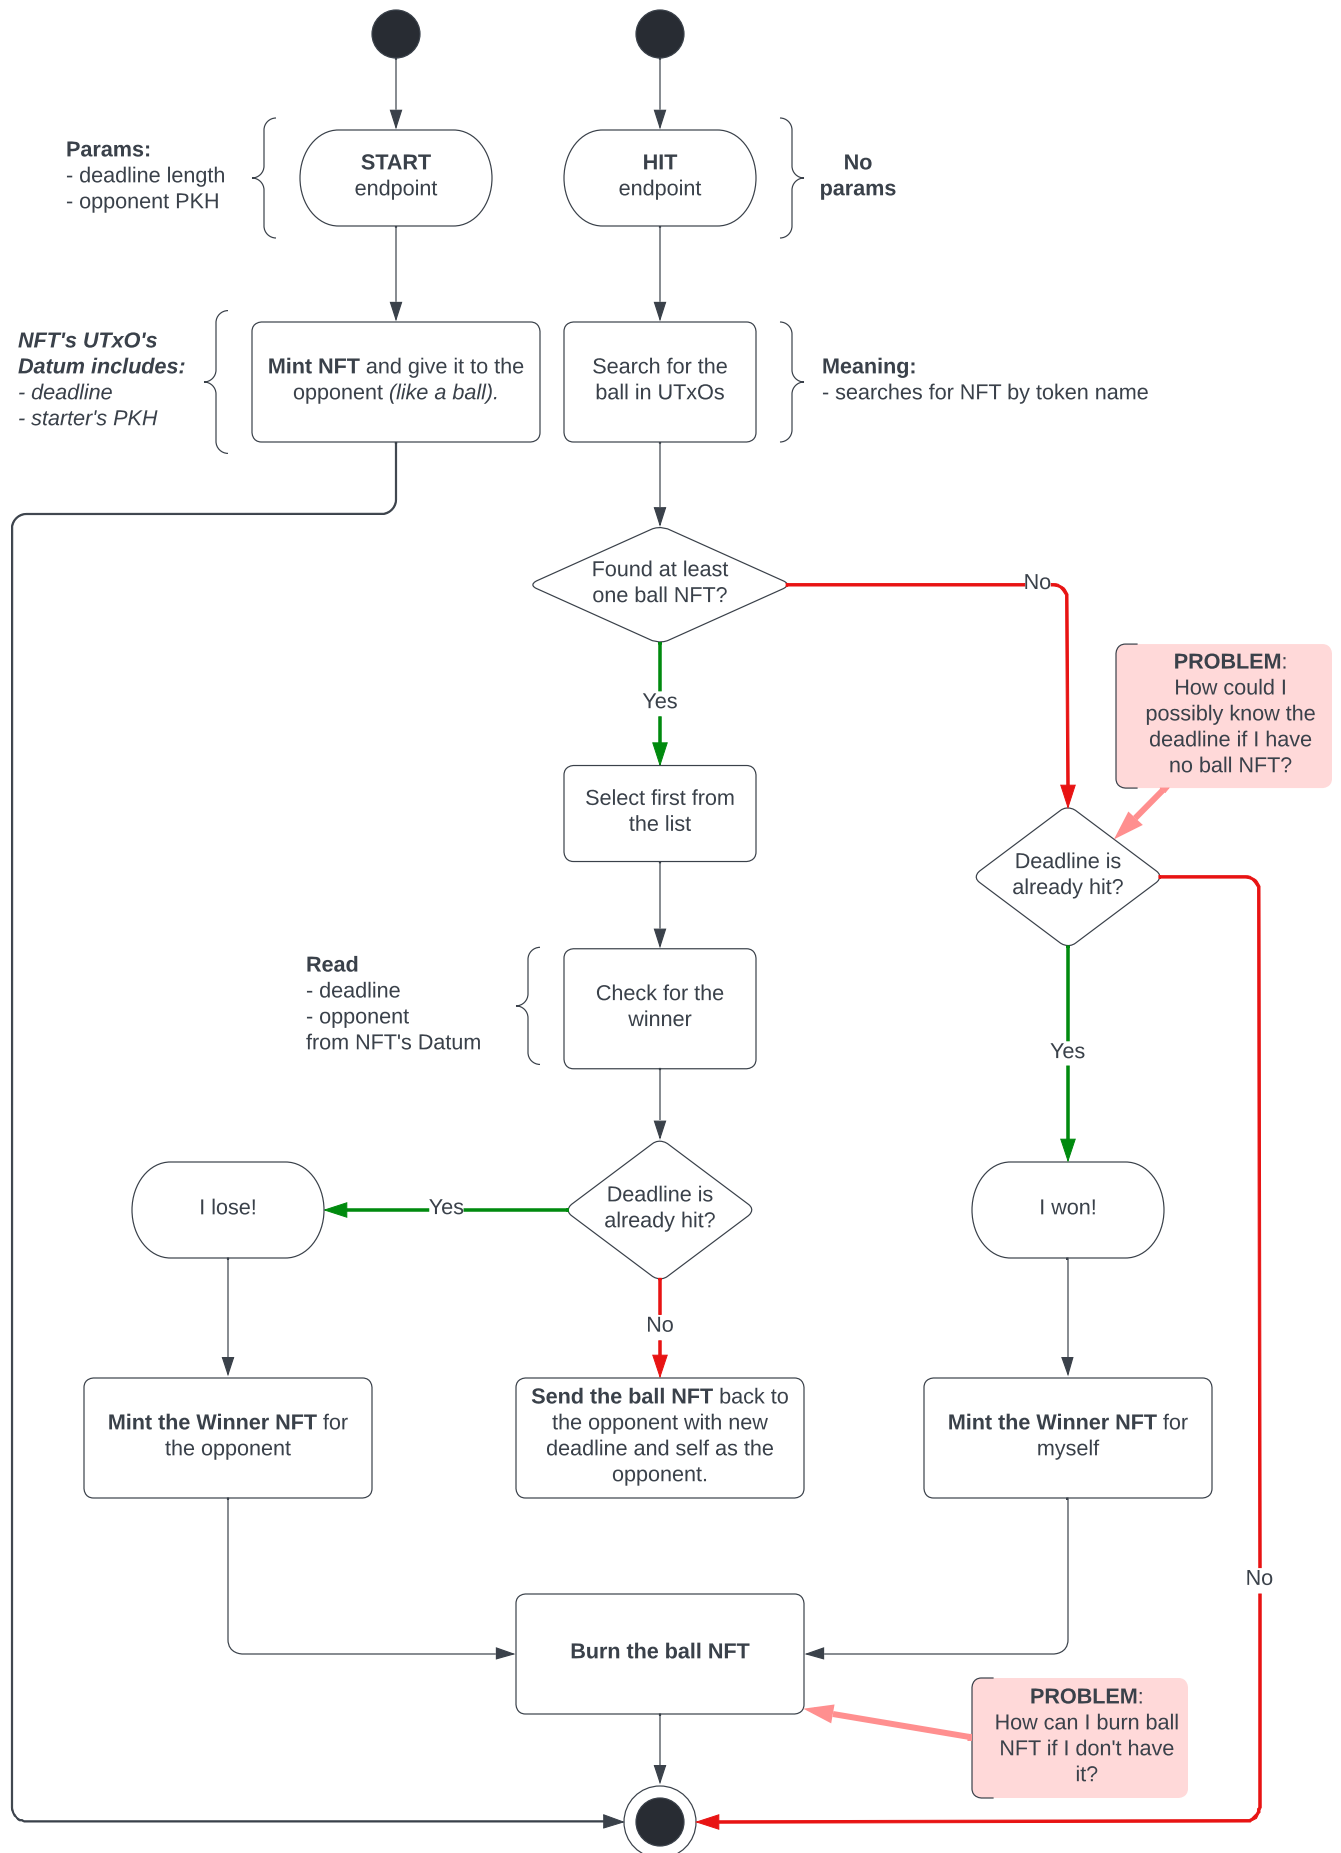 Params:
- deadline length
- opponent PKH
START
endpoint
HIT
endpoint
No
params
NFT's UTxO's
Datum includes:
- deadline
- starter's PKH
Mint NFT and give it to the
opponent (like a ball).
Search for the
ball in UTxOs
Meaning:
- searches for NFT by token name
Found at least
one ball NFT?
No
Yes
PROBLEM:
How could I
possibly know the
deadline if I have
no ball NFT?
Select first from
the list
Deadline is
already hit?
Read
- deadline
- opponent
from NFT's Datum
Check for the
winner
Yes
I lose!
Yes
Deadline is
already hit?
I won!
No
Mint the Winner NFT for
the opponent
Send the ball NFT back to
the opponent with new
deadline and self as the
opponent.
Mint the Winner NFT for
myself
No
Burn the ball NFT
PROBLEM:
How can I burn ball
NFT if I don't have
it?